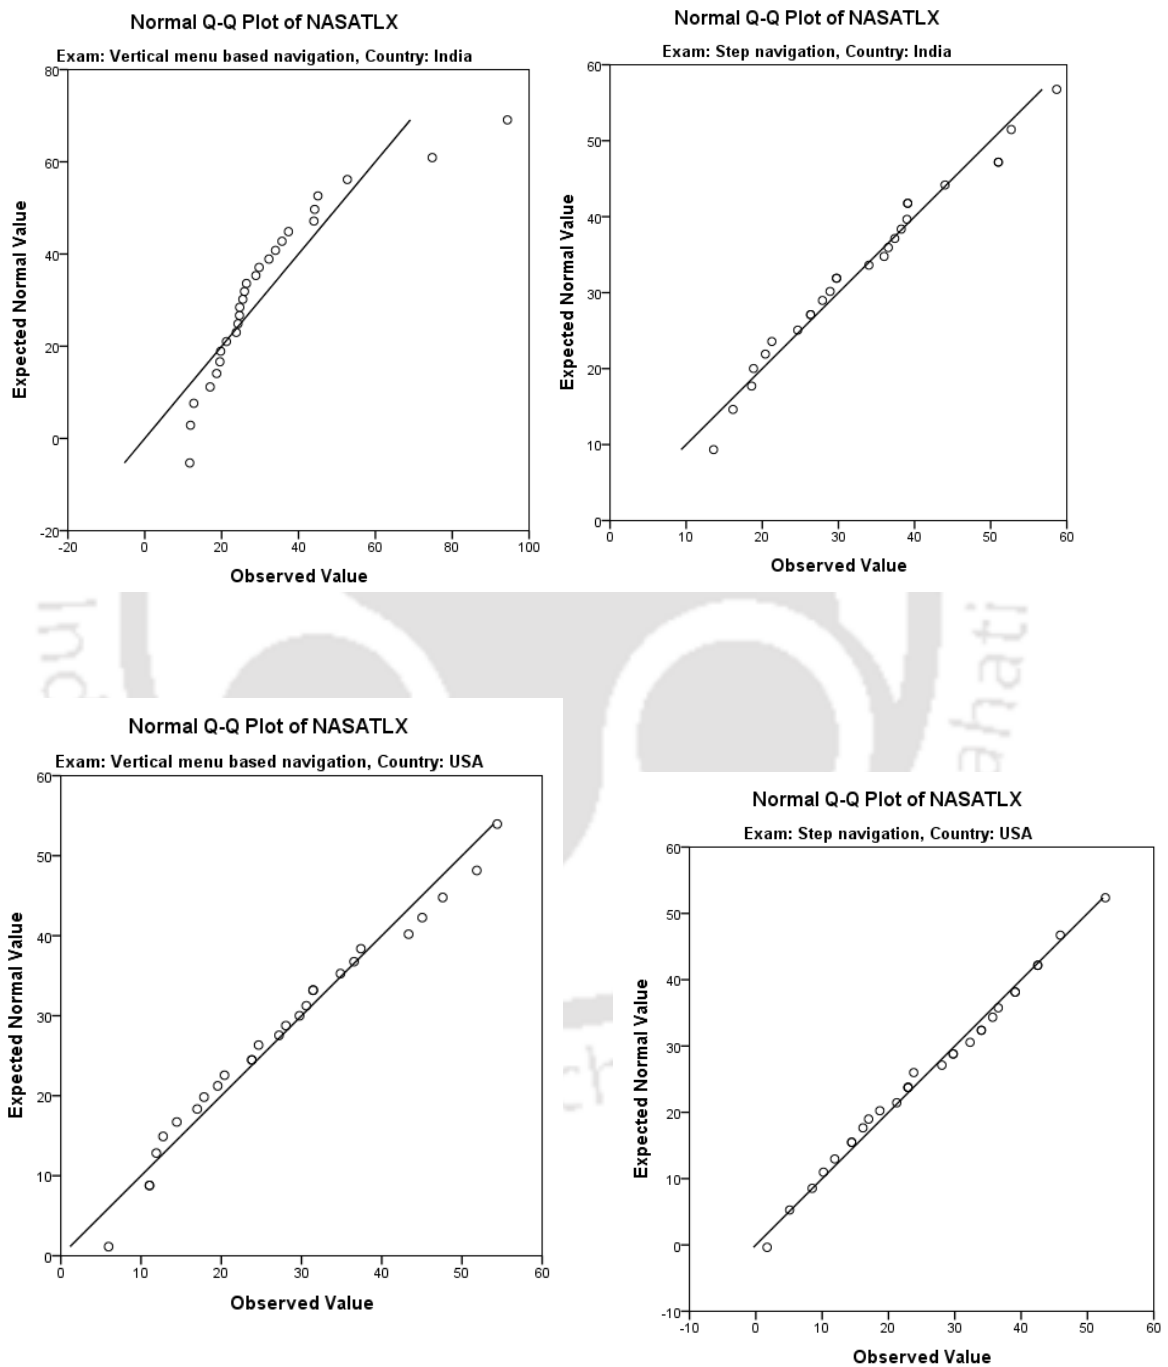 Normal Q-Q Plot of NASATLX
Exam: Vertical menu based navigation, Country: India
80
60
40
20
0
-20
-20 0 20 40 60 80 100
Expected Normal Value
Observed Value
Normal Q-Q Plot of NASATLX
Exam: Step navigation, Country: India
60
50
40
30
20
10
0
0 10 20 30 40 50 60
Expected Normal Value
Observed Value
ahati
Normal Q-Q Plot of NASATLX
Exam: Vertical menu based navigation, Country: USA
60
50
40
30
20
10
0
0 10 20 30 40 50 60
Expected Normal Value
Observed Value
Normal Q-Q Plot of NASATLX
Exam: Step navigation, Country: USA
60
50
40
30
20
10
0
-10
-10 0 10 20 30 40 50 60
Expected Normal Value
Observed Value